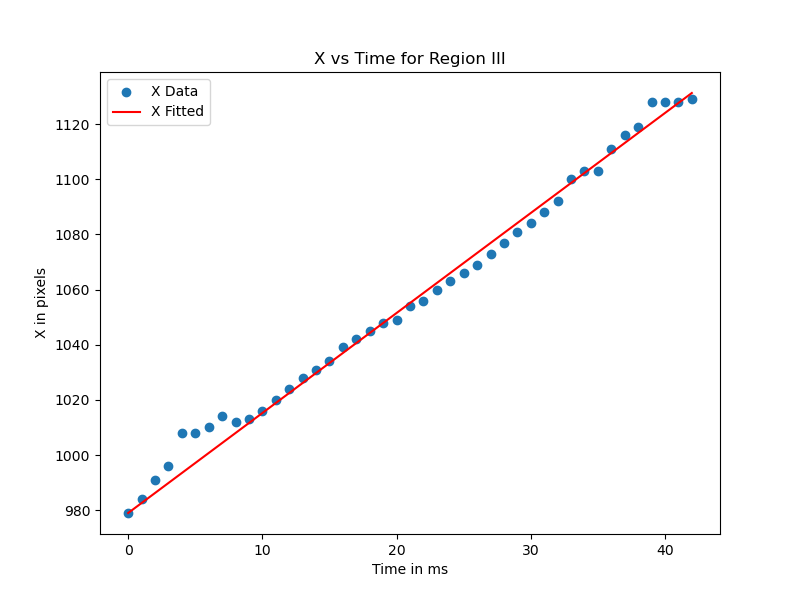 X vs Time for Region III
X Data
X Fitted
1120
1100
1080
1060
1040
1020
1000
980
X in pixels
0 10 20 30 40
Time in ms